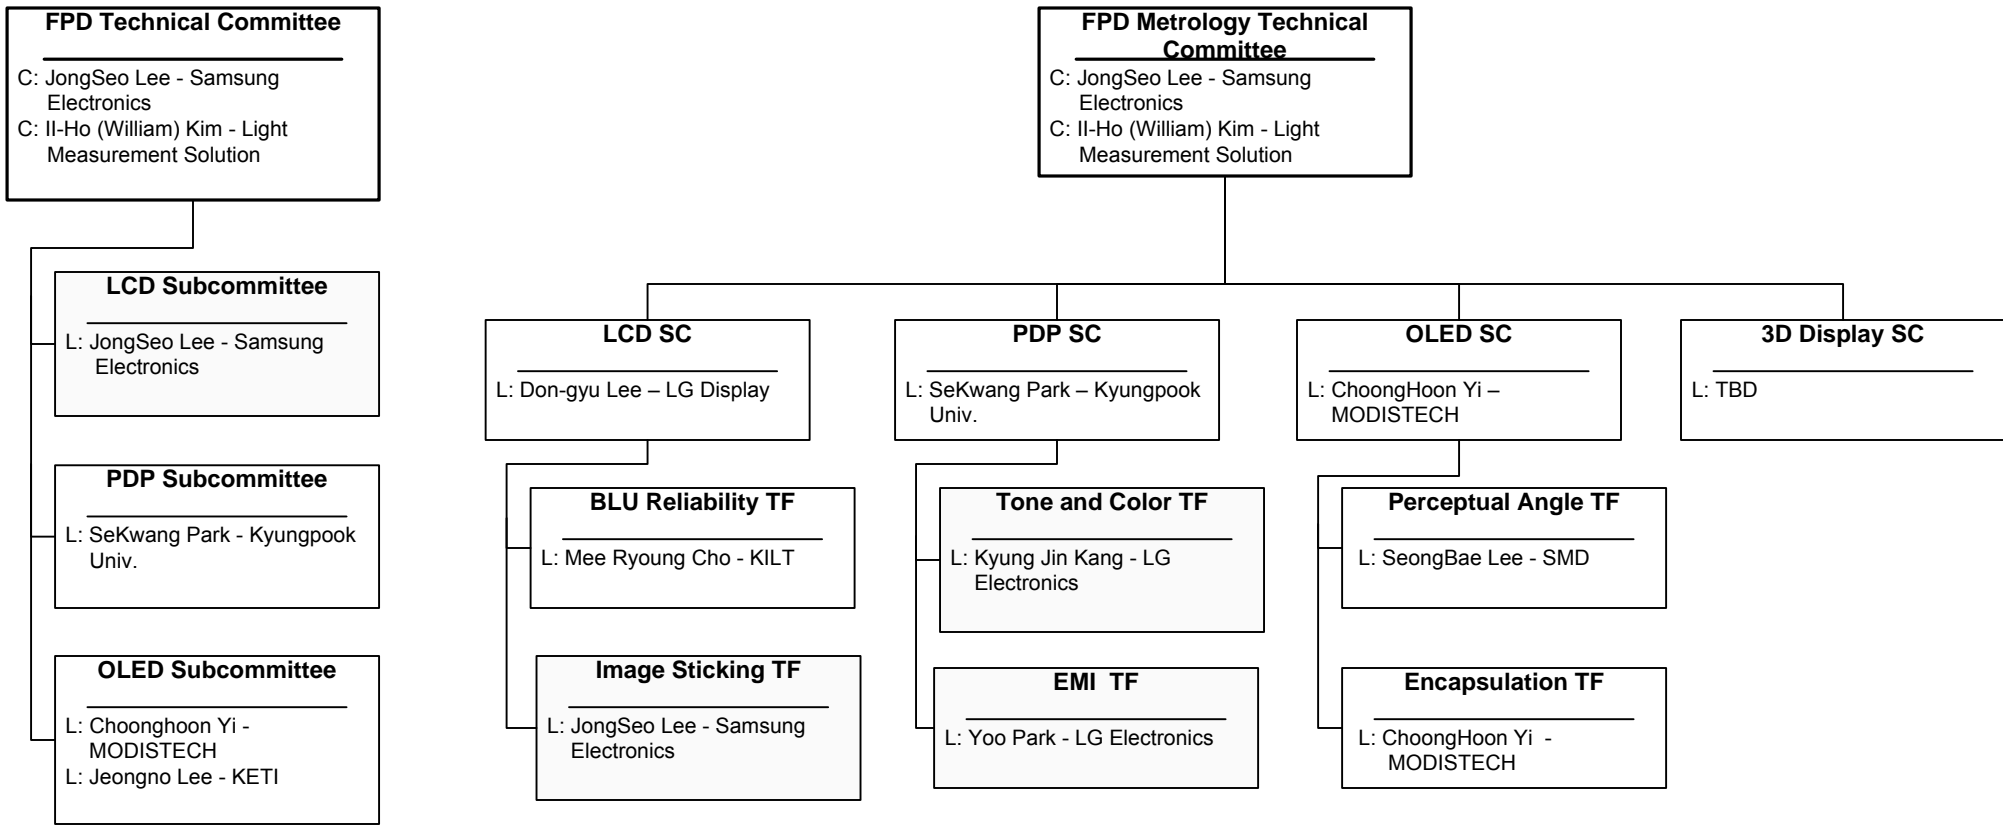 FPD Technical Committee
C: JongSeo Lee - Samsung
Electronics
C: Il-Ho (William) Kim - Light
Measurement Solution
LCD Subcommittee
L: JongSeo Lee - Samsung
Electronics
PDP Subcommittee
L: SeKwang Park - Kyungpook
Univ.
OLED Subcommittee
L: Choonghoon Yi -
MODISTECH
L: Jeongno Lee - KETI
FPD Metrology Technical
Committee
C: JongSeo Lee - Samsung
Electronics
C: Il-Ho (William) Kim - Light
Measurement Solution
LCD SC
L: Don-gyu Lee – LG Display
BLU Reliability TF
L: Mee Ryoung Cho - KILT
Image Sticking TF
L: JongSeo Lee - Samsung
Electronics
PDP SC
L: SeKwang Park – Kyungpook
Univ.
Tone and Color TF
L: Kyung Jin Kang - LG
Electronics
EMI TF
L: Yoo Park - LG Electronics
OLED SC
L: ChoongHoon Yi –
MODISTECH
Perceptual Angle TF
L: SeongBae Lee - SMD
Encapsulation TF
L: ChoongHoon Yi -
MODISTECH
3D Display SC
L: TBD